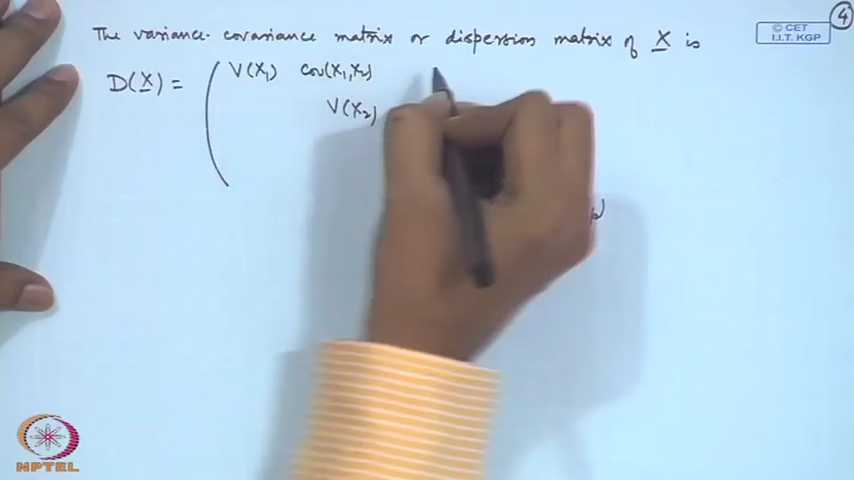 4
The variance-covariance matrix or dispersion matrix of X is
© CET
I.I.T. KGP
D(X) = ( V(X₁) cov(X₁,X₂)
V(X₂)
NPTEL